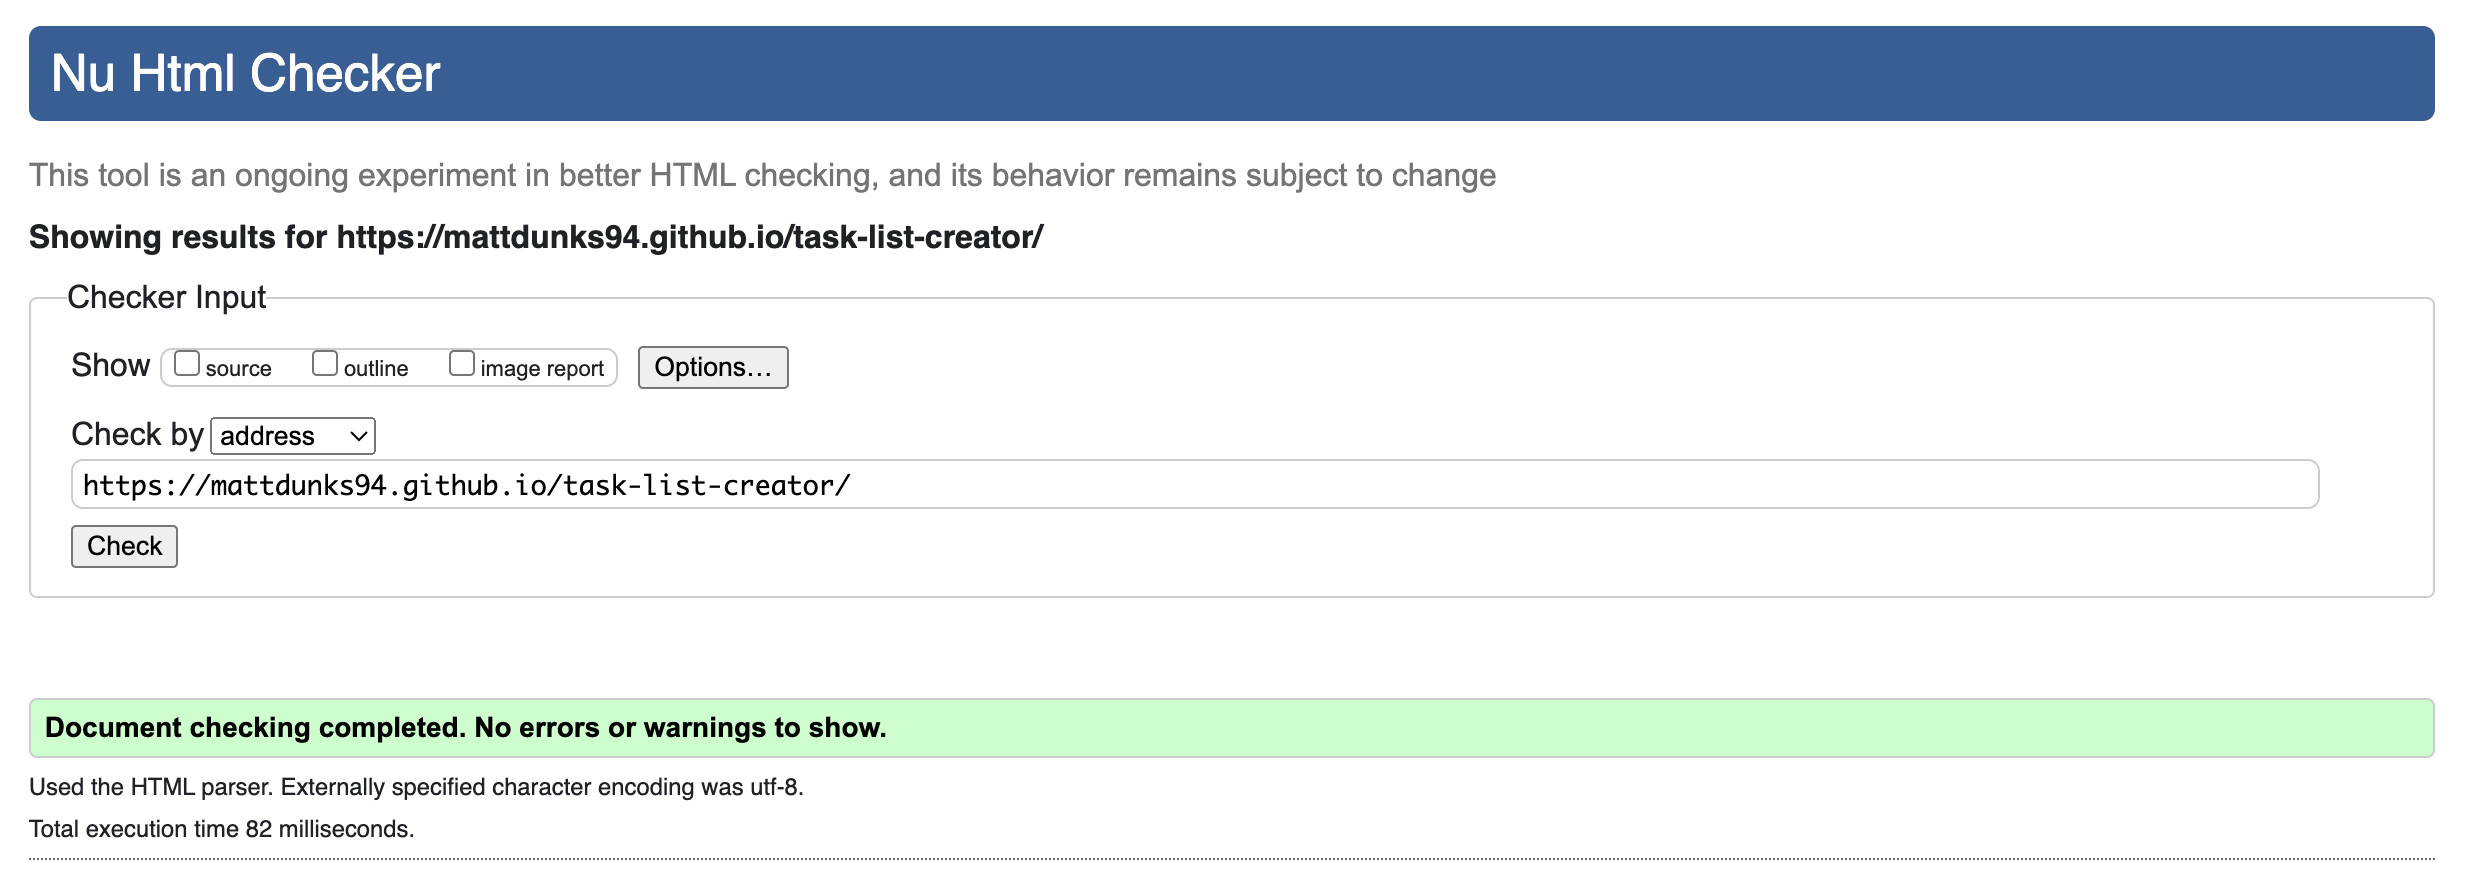 Nu Html Checker
This tool is an ongoing experiment in better HTML checking, and its behavior remains subject to change
Showing results for https://mattdunks94.github.io/task-list-creator/
Checker Input
Show source outline image report Options...
Check by address
https://mattdunks94.github.io/task-list-creator/
Check
Document checking completed. No errors or warnings to show.
Used the HTML parser. Externally specified character encoding was utf-8.
Total execution time 82 milliseconds.